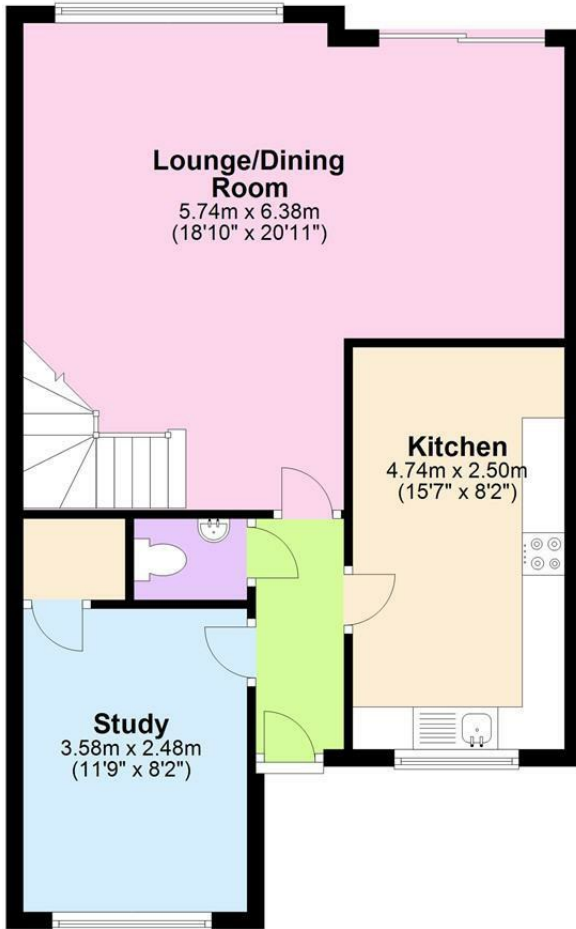 Lounge/Dining
Room
5.74m x 6.38m
(18'10" x 20'11")
Kitchen
4.74m x 2.50m
(15'7" x 8'2")
Study
3.58m x 2.48m
(11'9" x 8'2")